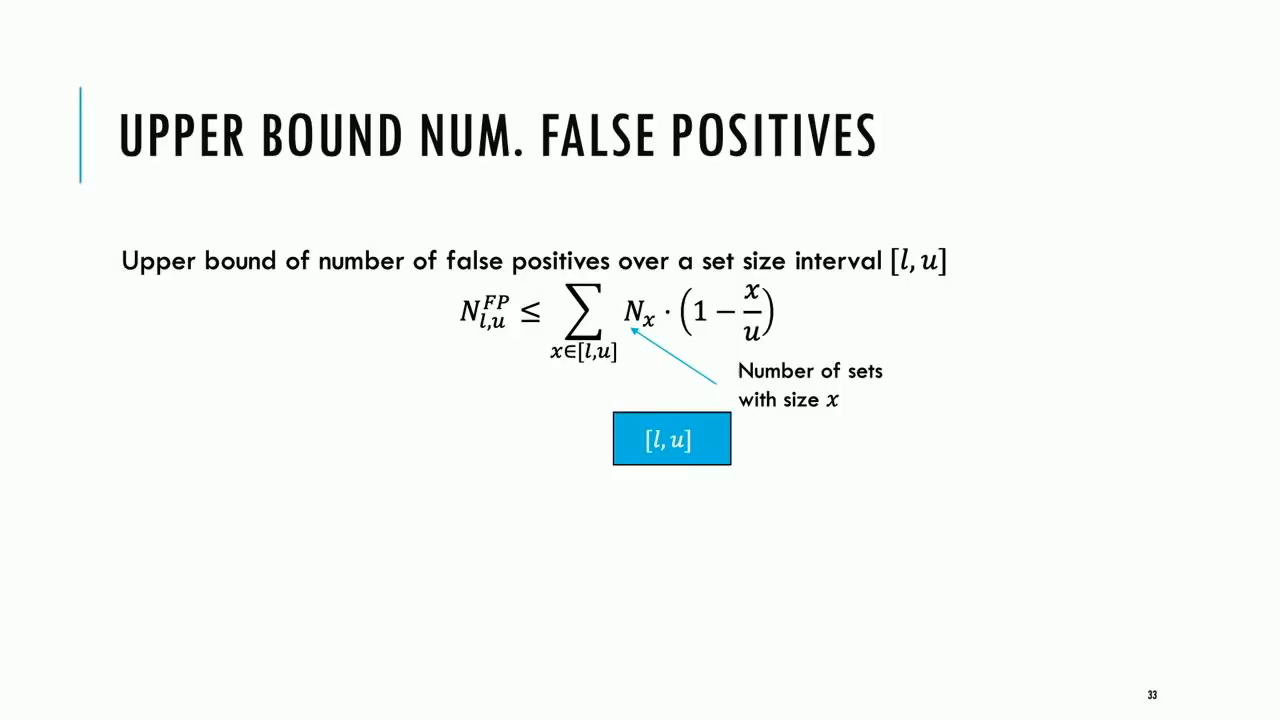 UPPER BOUND NUM. FALSE POSITIVES
Upper bound of number of false positives over a set size interval [l, u]
N_{l,u}^{FP} ≤ ∑_{x∈[l,u]} N_x · (1 − x/u)
Number of sets
with size x
[l, u]
33